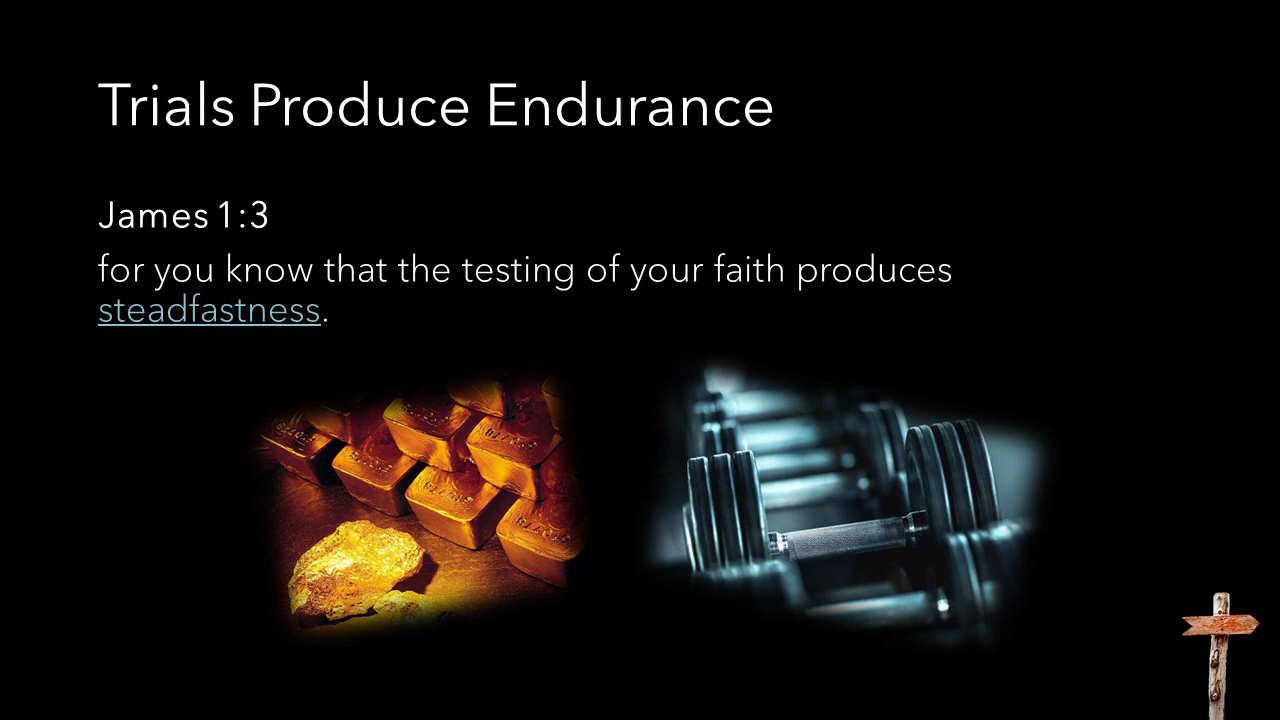 Trials Produce Endurance
James 1:3
for you know that the testing of your faith produces
steadfastness.